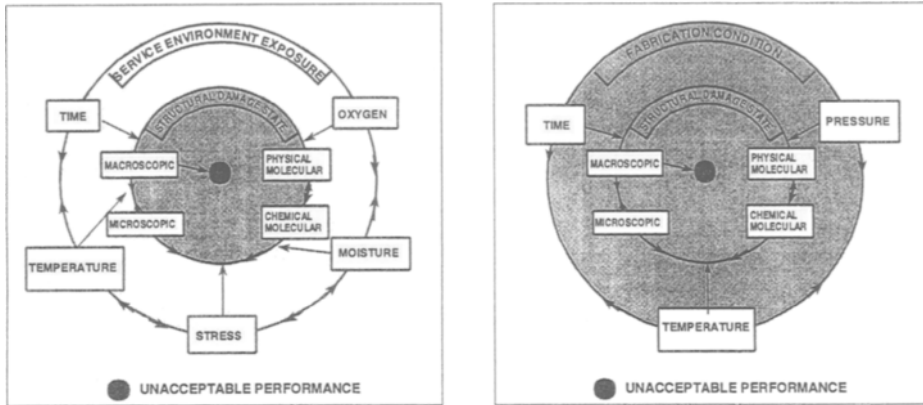 SERVICE ENVIRONMENT EXPOSURE
STRUCTURAL DAMAGE STATE
TIME
OXYGEN
MACROSCOPIC
PHYSICAL
MOLECULAR
MICROSCOPIC
CHEMICAL
MOLECULAR
TEMPERATURE
MOISTURE
STRESS
UNACCEPTABLE PERFORMANCE
FABRICATION CONDITION
STRUCTURAL DAMAGE STATE
TIME
PRESSURE
MACROSCOPIC
PHYSICAL
MOLECULAR
MICROSCOPIC
CHEMICAL
MOLECULAR
TEMPERATURE
UNACCEPTABLE PERFORMANCE